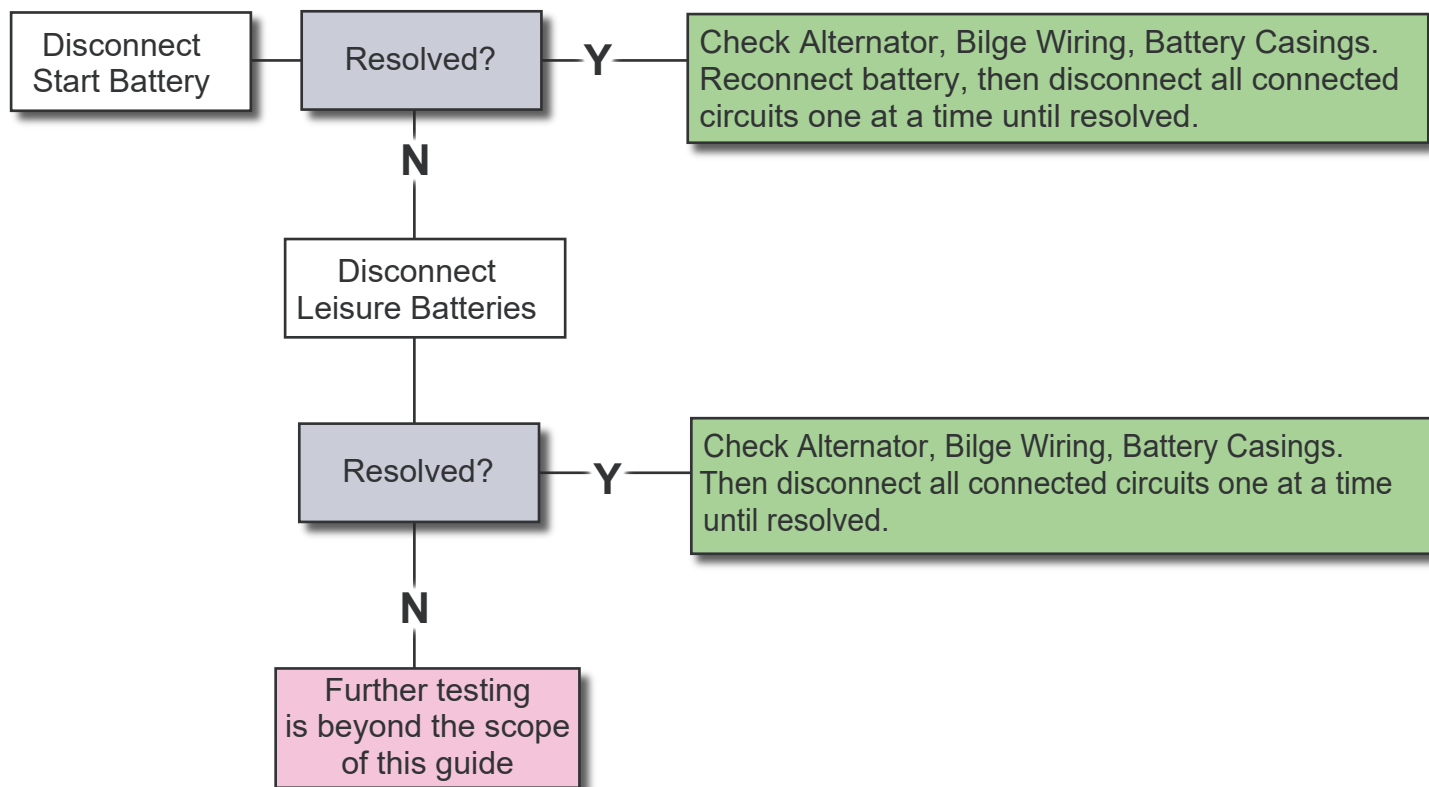 Disconnect
Start Battery
Resolved?
Y
Check Alternator, Bilge Wiring, Battery Casings.
Reconnect battery, then disconnect all connected
circuits one at a time until resolved.
N
Disconnect
Leisure Batteries
Resolved?
Y
Check Alternator, Bilge Wiring, Battery Casings.
Then disconnect all connected circuits one at a time
until resolved.
N
Further testing
is beyond the scope
of this guide